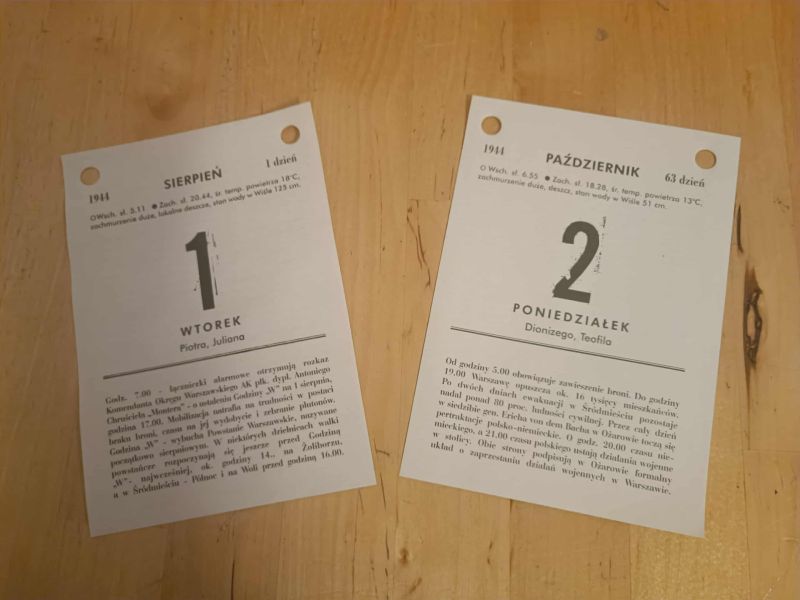 1944 SIERPIEŃ 1 dzień
O Wsch. sł. 5.11 ● Zach. sł. 20.44, śr. temp. powietrza 18°C,
zachmurzenie duże, lokalne deszcze, stan wody w Wiśle 125 cm.
1
WTOREK
Piotra, Juliana
Godz. 7.00 - łączniczki alarmowe otrzymują rozkaz
Komendanta Okręgu Warszawskiego AK płk. dypl. Antoniego
Chruściela „Montera" - o ustaleniu Godziny „W" na 1 sierpnia,
godzina 17.00. Mobilizacja natrafia na trudności w postaci
braku broni, czasu na jej wydobycie i zebranie plutonów.
Godzina „W" - wybucha Powstanie Warszawskie, nazywane
początkowo sierpniowym. W niektórych dzielnicach walki
powstańcze rozpoczynają się jeszcze przed Godziną
„W"- najwcześniej, ok. godziny 14., na Żoliborzu,
a w Śródmieściu - Północ i na Woli przed godziną 16.00.
1944 PAŹDZIERNIK 63 dzień
O Wsch. sł. 6.55 ● Zach. sł. 18.28, śr. temp. powietrza 13°C,
zachmurzenie duże, deszcz, stan wody w Wiśle 51 cm.
2
PONIEDZIAŁEK
Dionizego, Teofila
Od godziny 5.00 obowiązuje zawieszenie broni. Do godziny
19.00 Warszawę opuszcza ok. 16 tysięcy mieszkańców.
Po dwóch dniach ewakuacji w Śródmieściu pozostaje
nadal ponad 80 proc. ludności cywilnej. Przez cały dzień
w siedzibie gen. Ericha von dem Bacha w Ożarowie toczą się
pertraktacje polsko-niemieckie. O godz. 20.00 czasu nie-
mieckiego, a 21.00 czasu polskiego ustają działania wojenne
w stolicy. Obie strony podpisują w Ożarowie formalny
układ o zaprzestaniu działań wojennych w Warszawie.